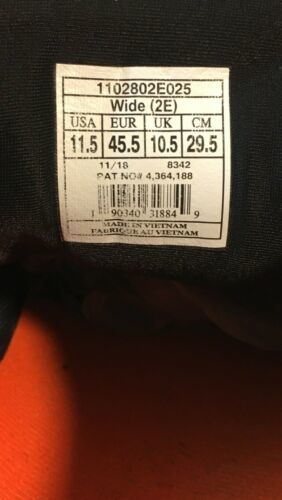 1102802E025
Wide (2E)
USA EUR UK CM
11.5 45.5 10.5 29.5
11/18 8342
PAT NO# 4,364,188
1 90340 31884 9
MADE IN VIETNAM
FABRIQUE AU VIETNAM